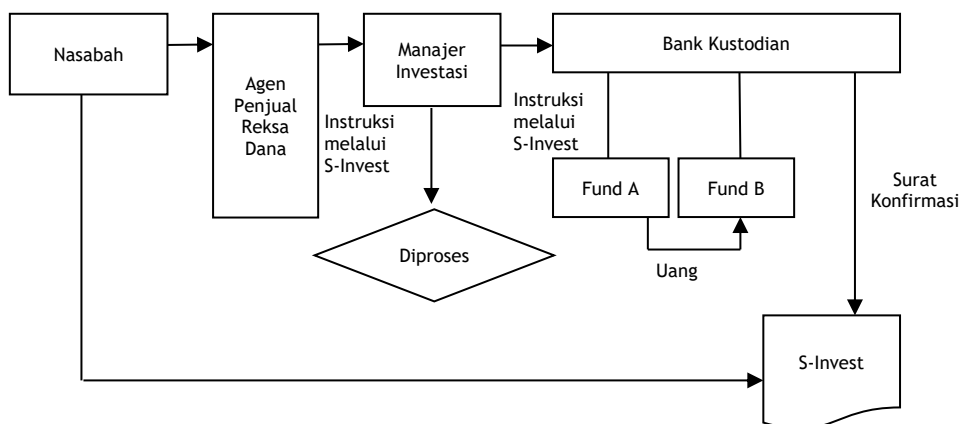 Nasabah
Agen
Penjual
Reksa
Dana
Instruksi
melalui
S-Invest
Manajer
Investasi
Diproses
Instruksi
melalui
S-Invest
Bank Kustodian
Fund A
Fund B
Uang
Surat
Konfirmasi
S-Invest